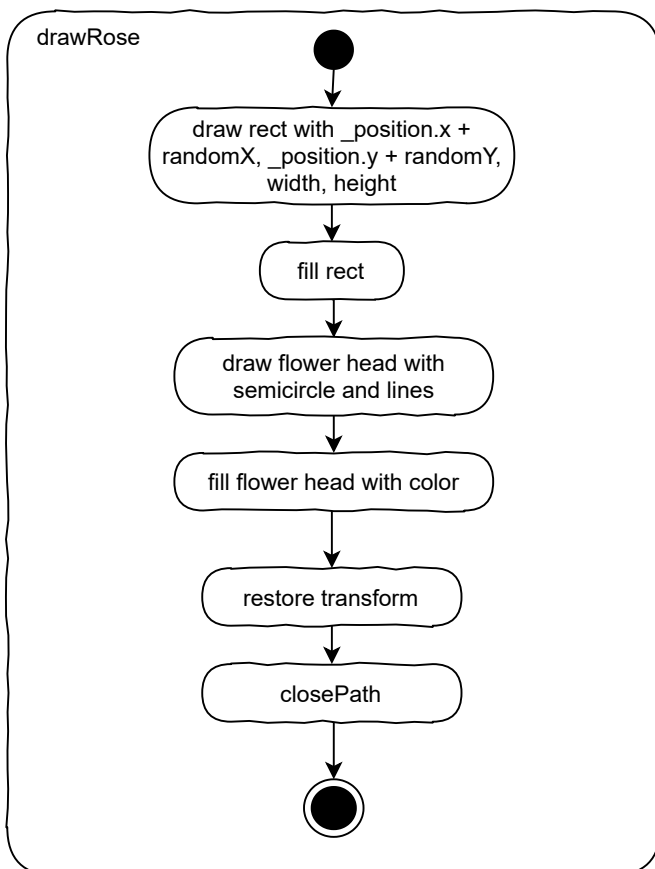 drawRose
draw rect with _position.x +
randomX, _position.y + randomY,
width, height
fill rect
draw flower head with
semicircle and lines
fill flower head with color
restore transform
closePath